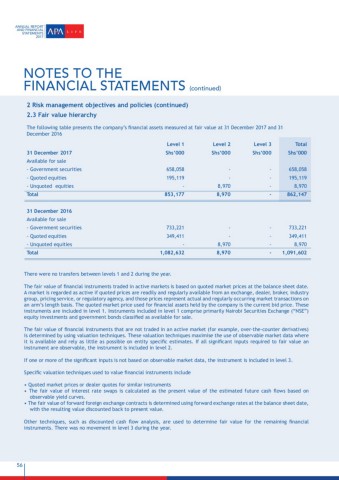 ANNUAL REPORT
AND FINANCIAL
STATEMENTS
2017
APA LIFE
NOTES TO THE
FINANCIAL STATEMENTS (continued)
2 Risk management objectives and policies (continued)
2.3 Fair value hierarchy
The following table presents the company's financial assets measured at fair value at 31 December 2017 and 31
December 2016
Level 1 Level 2 Level 3 Total
31 December 2017 Shs'000 Shs'000 Shs'000 Shs'000
Available for sale
- Government securities 658,058 - - 658,058
- Quoted equities 195,119 - - 195,119
- Unquoted equities - 8,970 - 8,970
Total 853,177 8,970 - 862,147
31 December 2016
Available for sale
- Government securities 733,221 - - 733,221
- Quoted equities 349,411 - - 349,411
- Unquoted equities - 8,970 - 8,970
Total 1,082,632 8,970 - 1,091,602
There were no transfers between levels 1 and 2 during the year.
The fair value of financial instruments traded in active markets is based on quoted market prices at the balance sheet date.
A market is regarded as active if quoted prices are readily and regularly available from an exchange, dealer, broker, industry
group, pricing service, or regulatory agency, and those prices represent actual and regularly occurring market transactions on
an arm's length basis. The quoted market price used for financial assets held by the company is the current bid price. These
instruments are included in level 1. Instruments included in level 1 comprise primarily Nairobi Securities Exchange ("NSE")
equity investments and government bonds classified as available for sale.
The fair value of financial instruments that are not traded in an active market (for example, over-the-counter derivatives)
is determined by using valuation techniques. These valuation techniques maximise the use of observable market data where
it is available and rely as little as possible on entity specific estimates. If all significant inputs required to fair value an
instrument are observable, the instrument is included in level 2.
If one or more of the significant inputs is not based on observable market data, the instrument is included in level 3.
Specific valuation techniques used to value financial instruments include
• Quoted market prices or dealer quotes for similar instruments
• The fair value of interest rate swaps is calculated as the present value of the estimated future cash flows based on
observable yield curves.
• The fair value of forward foreign exchange contracts is determined using forward exchange rates at the balance sheet date,
with the resulting value discounted back to present value.
Other techniques, such as discounted cash flow analysis, are used to determine fair value for the remaining financial
instruments. There was no movement in level 3 during the year.
56